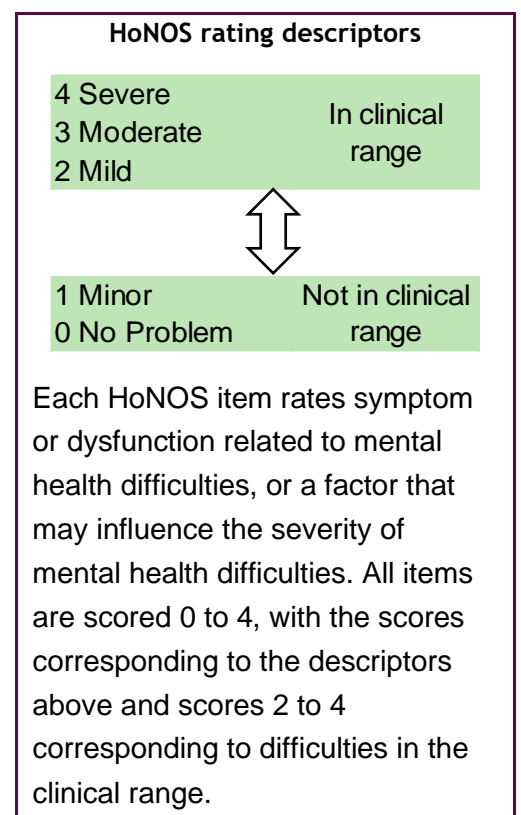 HoNOS rating descriptors
4 Severe
3 Moderate
2 Mild
In clinical
range
1 Minor
0 No Problem
Not in clinical
range
Each HoNOS item rates symptom
or dysfunction related to mental
health difficulties, or a factor that
may influence the severity of
mental health difficulties. All items
are scored 0 to 4, with the scores
corresponding to the descriptors
above and scores 2 to 4
corresponding to difficulties in the
clinical range.